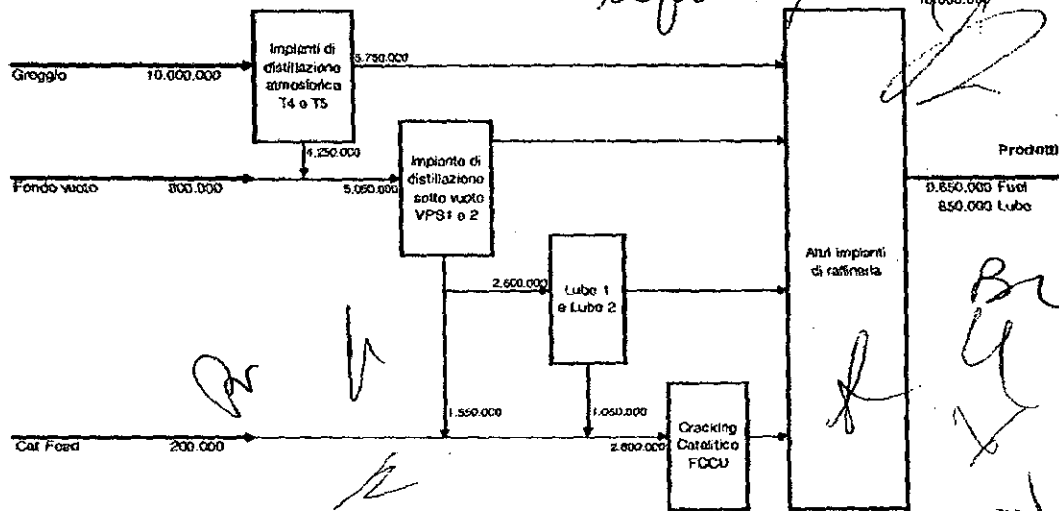 Impianti di
distillazione
atmosferica
T4 e T5
Greggio 10.000.000
5.750.000
4.250.000
Fondo vuoto 800.000
5.050.000
Impianto di
distillazione
sotto vuoto
VPS1 e 2
Prodotti
9.650.000 Fuel
850.000 Lube
Altri impianti
di raffineria
2.600.000
Lube 1
e Lube 2
1.550.000
1.050.000
Cat Feed 200.000
2.800.000
Cracking
Catalitico
FCCU